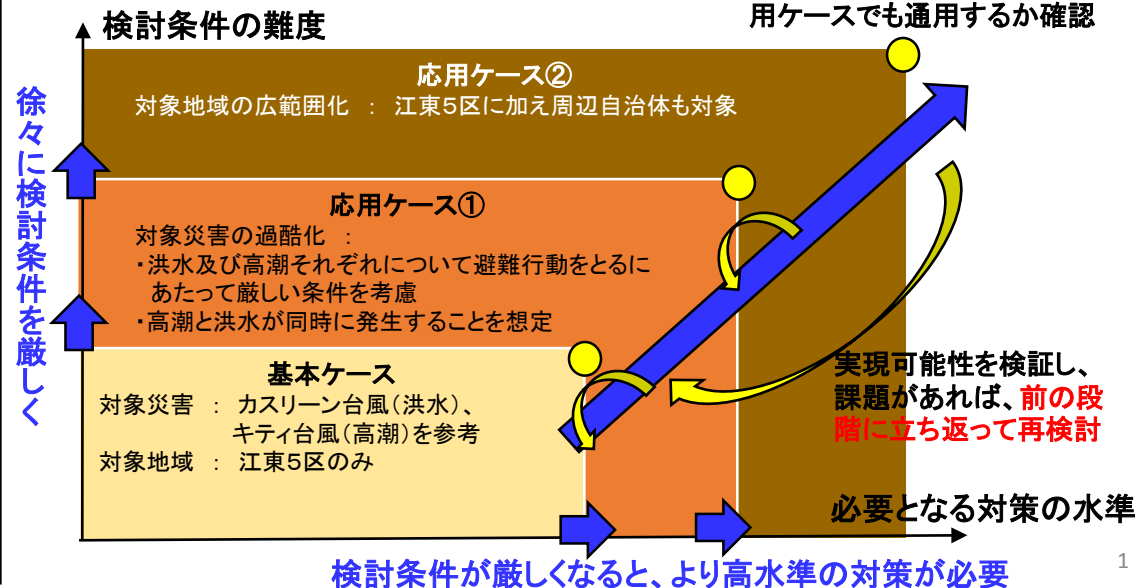 用ケースでも通用するか確認
検討条件の難度
徐々に検討条件を厳しく
応用ケース②
対象地域の広範囲化 ： 江東5区に加え周辺自治体も対象
応用ケース①
対象災害の過酷化 ：
・洪水及び高潮それぞれについて避難行動をとるに
あたって厳しい条件を考慮
・高潮と洪水が同時に発生することを想定
基本ケース
対象災害 ： カスリーン台風（洪水）、
キティ台風（高潮）を参考
対象地域 ： 江東5区のみ
実現可能性を検証し、
課題があれば、前の段
階に立ち返って再検討
必要となる対策の水準
検討条件が厳しくなると、より高水準の対策が必要
1